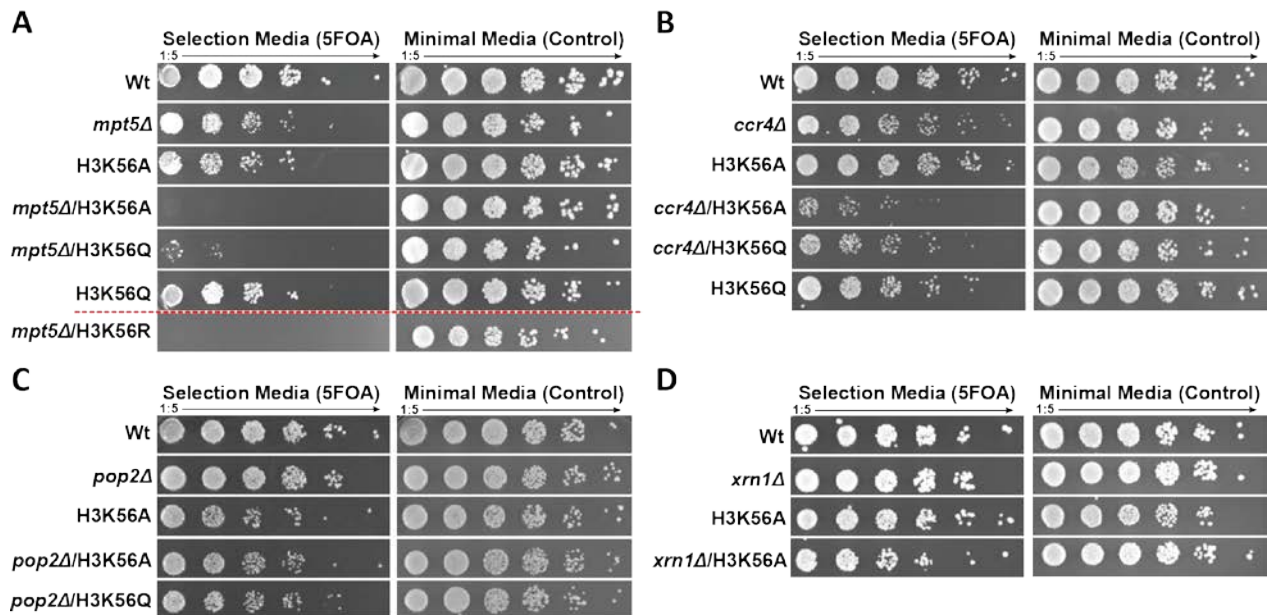 A
Selection Media (5FOA)
Minimal Media (Control)
1:5
1:5
Wt
mpt5Δ
H3K56A
mpt5Δ/H3K56A
mpt5Δ/H3K56Q
H3K56Q
mpt5Δ/H3K56R
B
Selection Media (5FOA)
Minimal Media (Control)
1:5
1:5
Wt
ccr4Δ
H3K56A
ccr4Δ/H3K56A
ccr4Δ/H3K56Q
H3K56Q
C
Selection Media (5FOA)
Minimal Media (Control)
1:5
1:5
Wt
pop2Δ
H3K56A
pop2Δ/H3K56A
pop2Δ/H3K56Q
D
Selection Media (5FOA)
Minimal Media (Control)
1:5
1:5
Wt
xrn1Δ
H3K56A
xrn1Δ/H3K56A